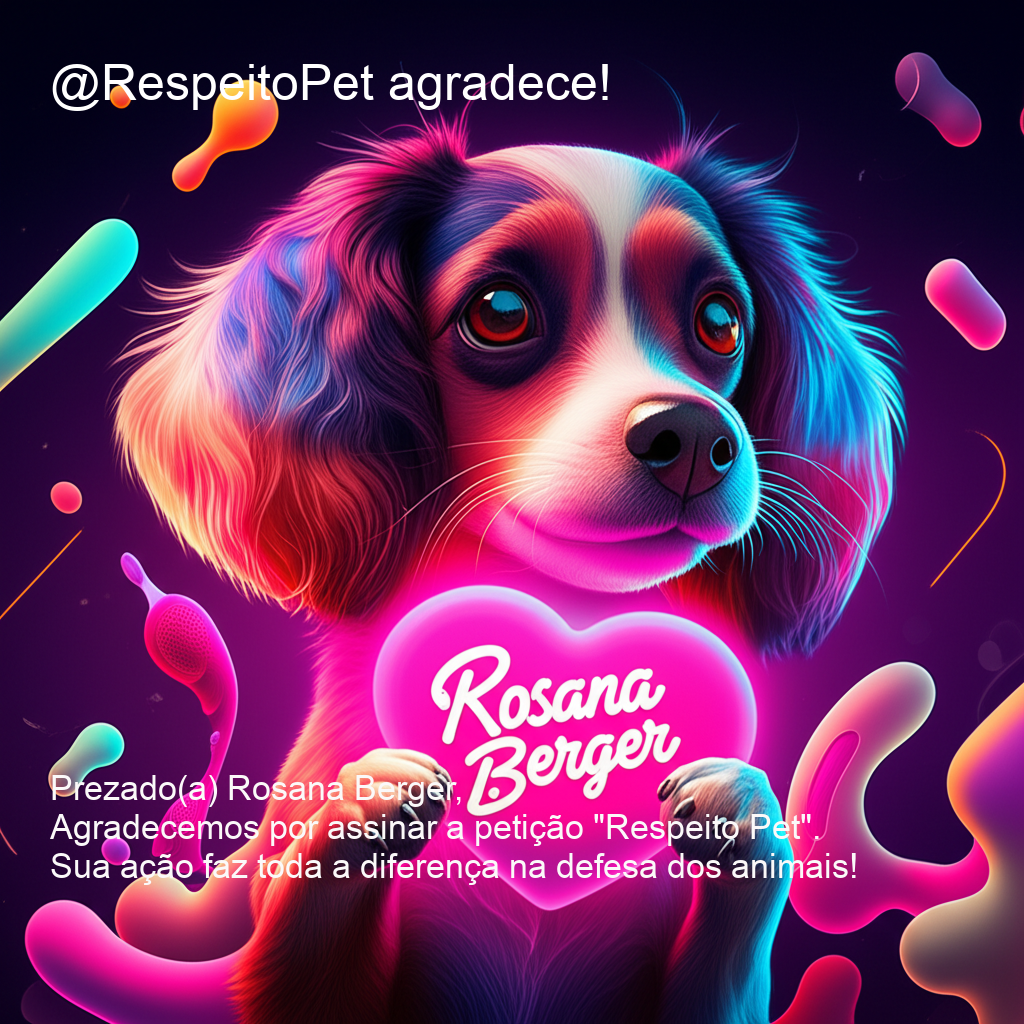 @RespeitoPet agradece!
Rosana
Berger
Prezado(a) Rosana Berger,
Agradecemos por assinar a petição "Respeito Pet".
Sua ação faz toda a diferença na defesa dos animais!